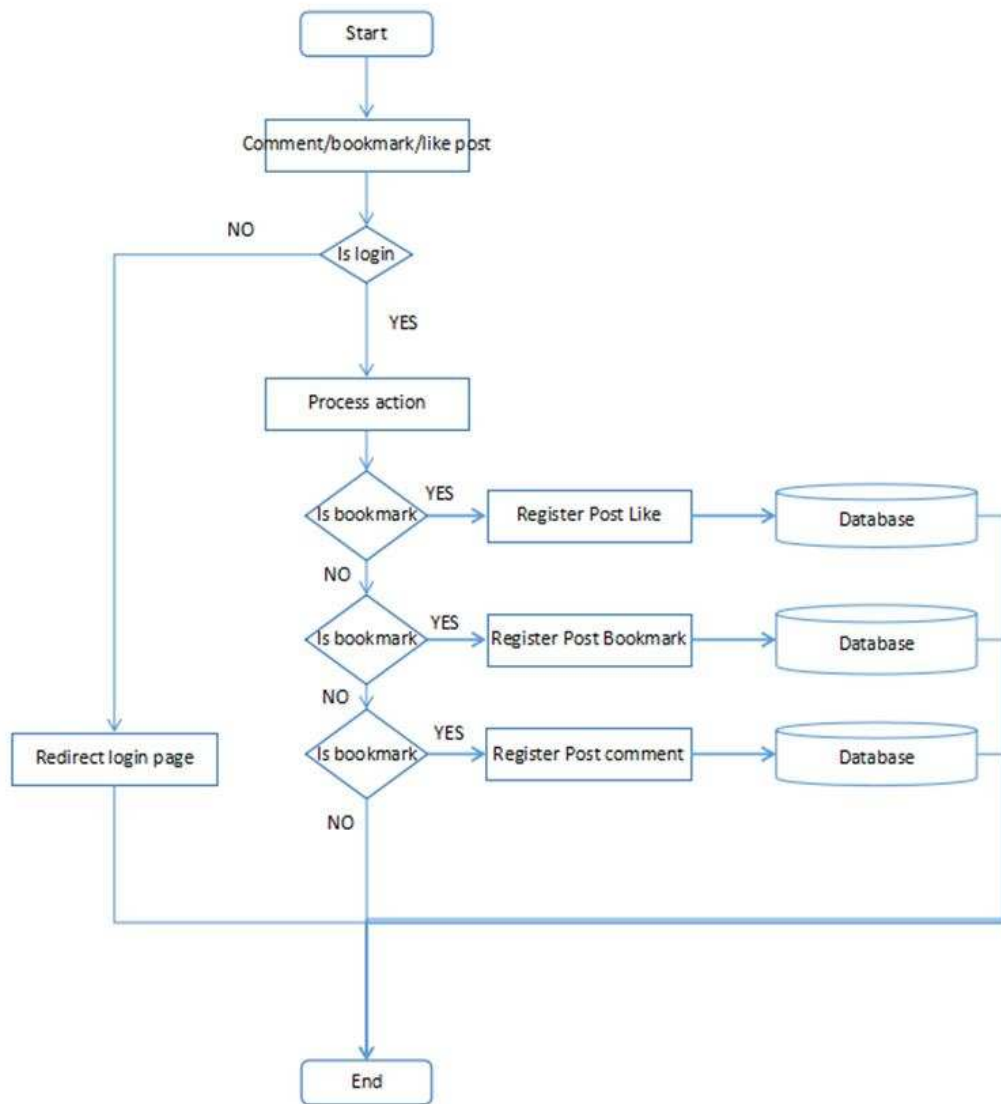 Start
Comment/bookmark/like post
NO
Is login
YES
Process action
Is bookmark
YES
Register Post Like
Database
NO
Is bookmark
YES
Register Post Bookmark
Database
NO
Is bookmark
YES
Register Post comment
Database
Redirect login page
NO
End